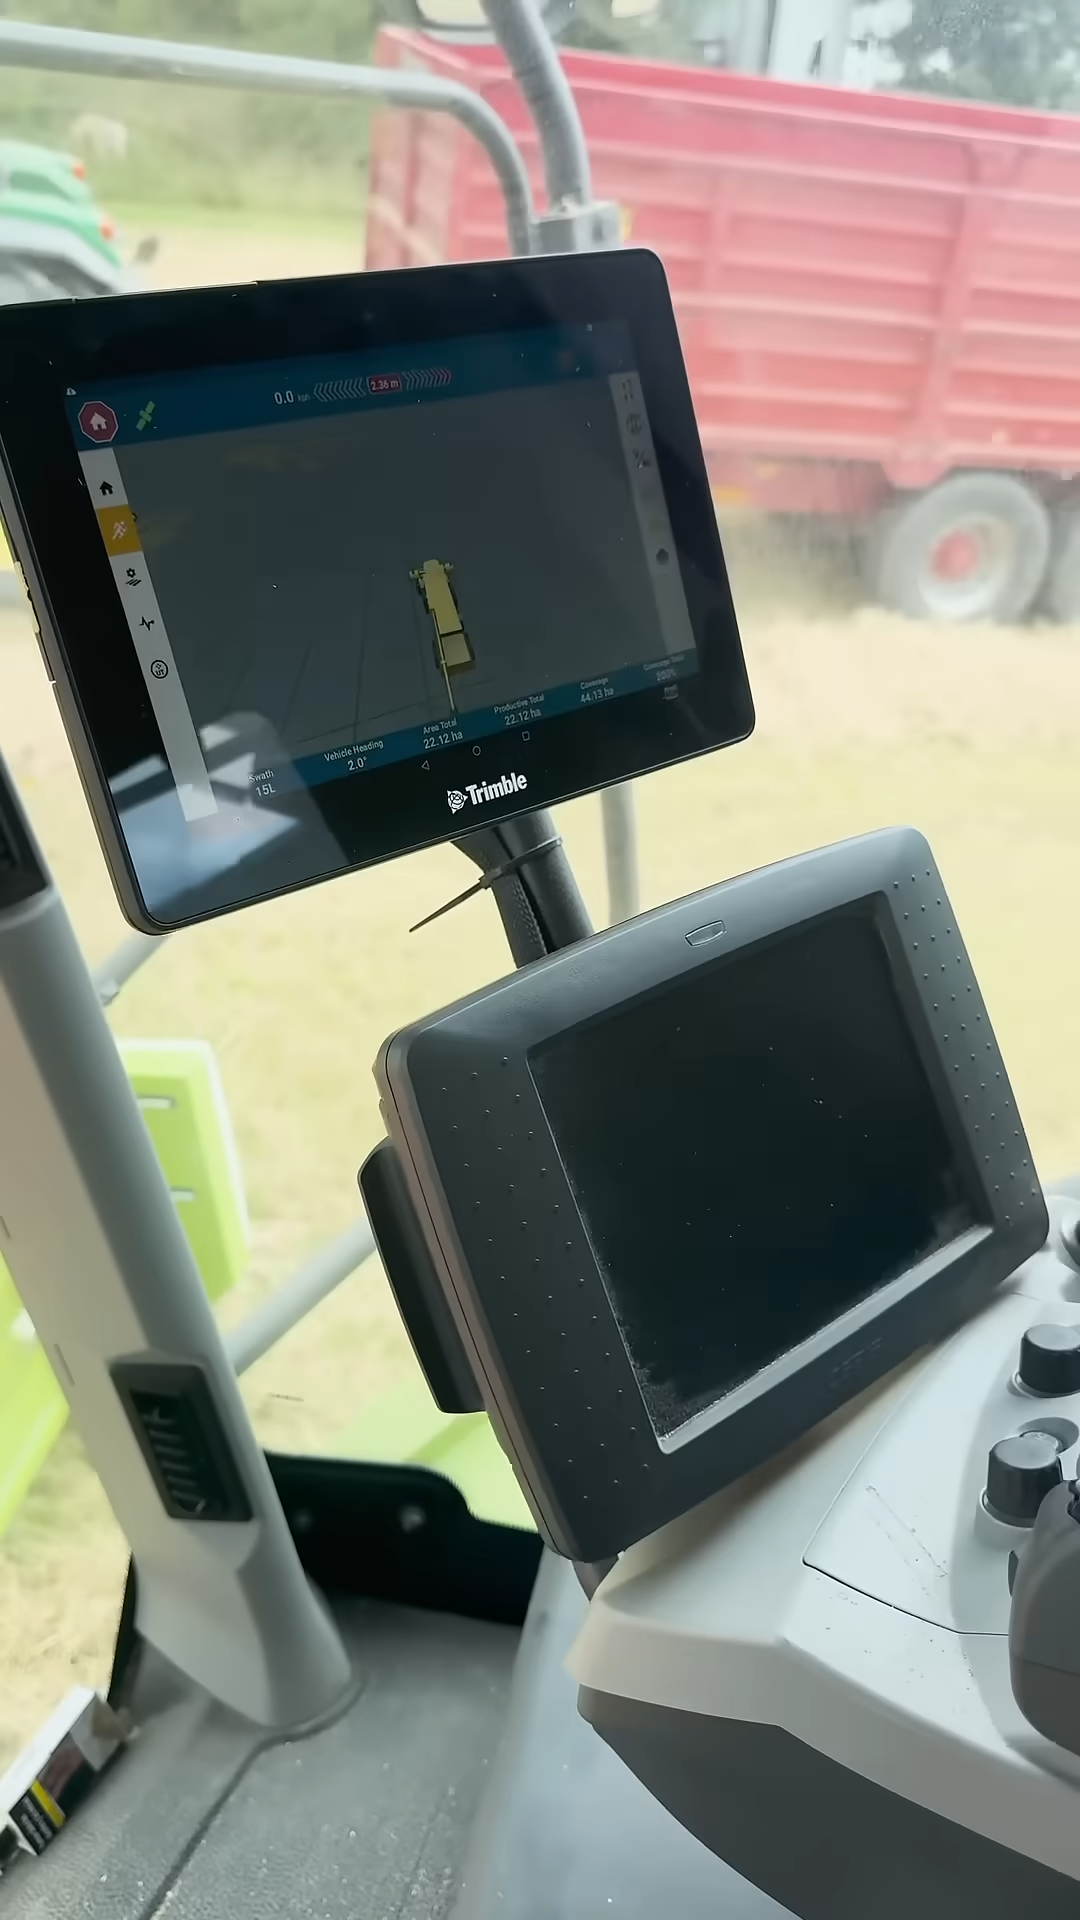 0.0 kph
2.36 m
Swath
15L
Vehicle Heading
2.0°
Area Total
22.12 ha
Productive Total
22.12 ha
Coverage
44.13 ha
UT
Trimble